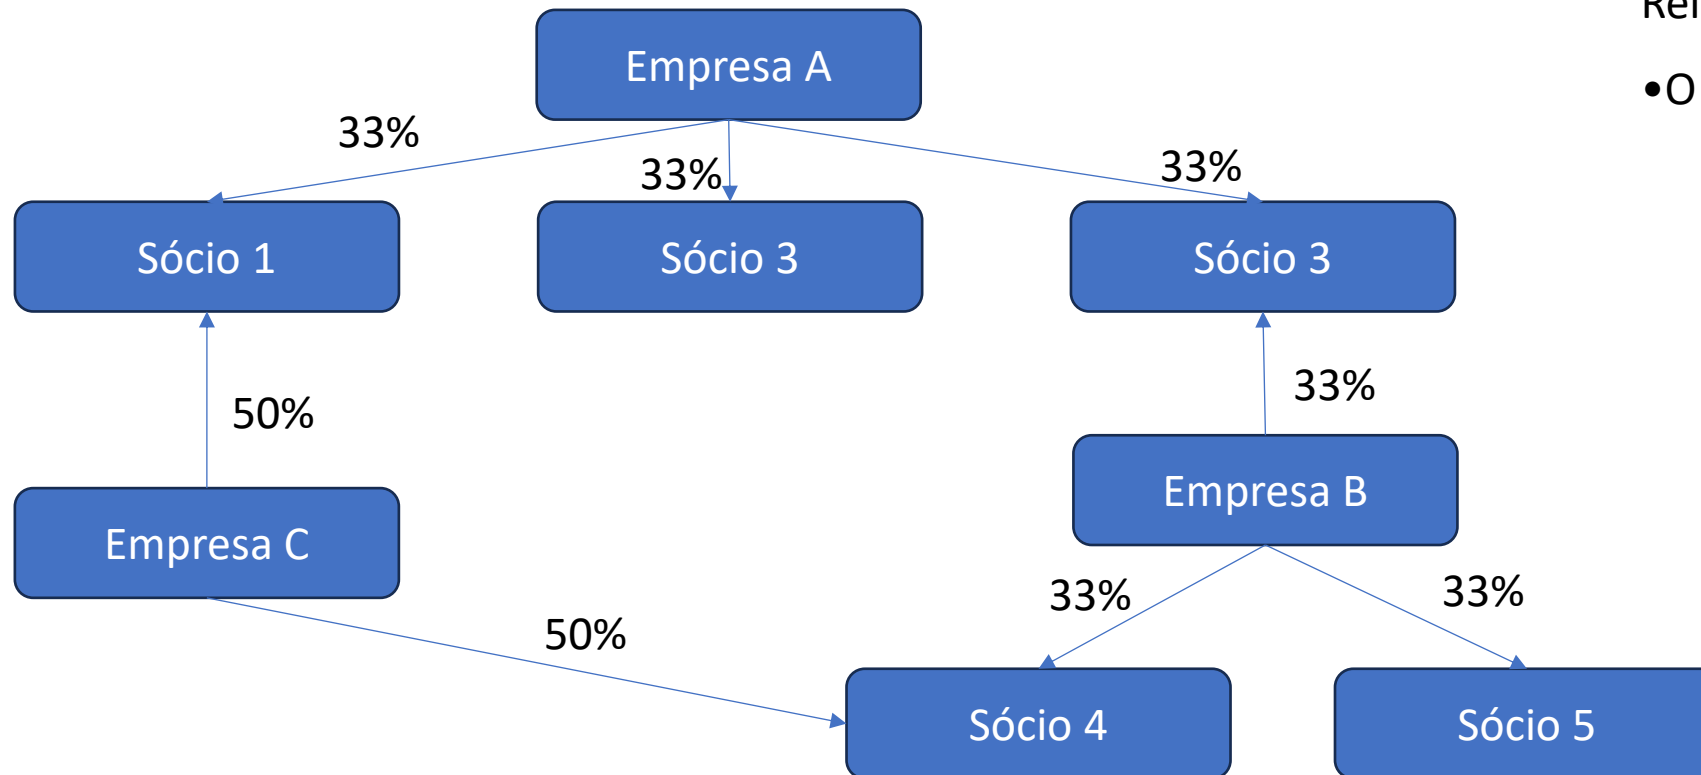 Empresa A
•O
33%
33%
33%
Sócio 1
Sócio 3
Sócio 3
50%
33%
Empresa C
Empresa B
50%
33%
33%
Sócio 4
Sócio 5